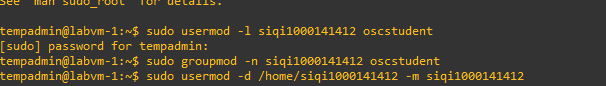 See "man sudo_root" for details.
tempadmin@labvm-1:~$ sudo usermod -l siqi1000141412 oscstudent
[sudo] password for tempadmin:
tempadmin@labvm-1:~$ sudo groupmod -n siqi1000141412 oscstudent
tempadmin@labvm-1:~$ sudo usermod -d /home/siqi1000141412 -m siqi1000141412